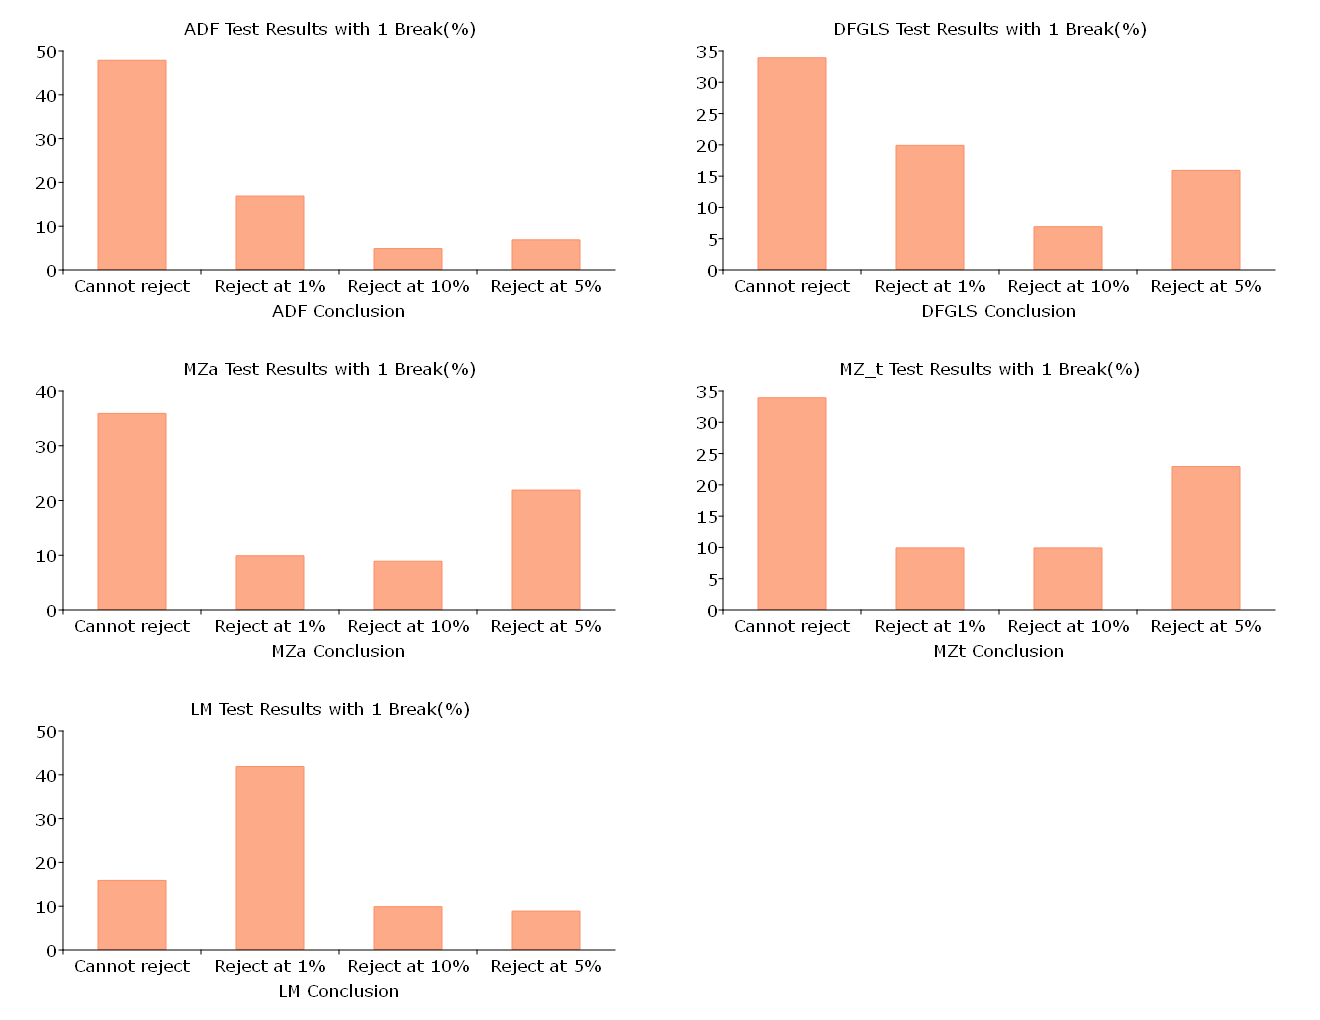 ADF Test Results with 1 Break(%)
50
40
30
20
10
0
Cannot reject Reject at 1% Reject at 10% Reject at 5%
ADF Conclusion
DFGLS Test Results with 1 Break(%)
35
30
25
20
15
10
5
0
Cannot reject Reject at 1% Reject at 10% Reject at 5%
DFGLS Conclusion
MZa Test Results with 1 Break(%)
40
30
20
10
0
Cannot reject Reject at 1% Reject at 10% Reject at 5%
MZa Conclusion
MZ_t Test Results with 1 Break(%)
35
30
25
20
15
10
5
0
Cannot reject Reject at 1% Reject at 10% Reject at 5%
MZt Conclusion
LM Test Results with 1 Break(%)
50
40
30
20
10
0
Cannot reject Reject at 1% Reject at 10% Reject at 5%
LM Conclusion